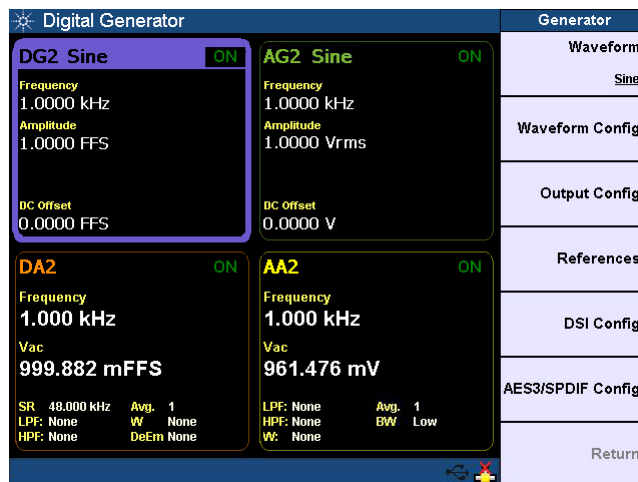 Digital Generator
DG2 Sine ON
Frequency
1.0000 kHz
Amplitude
1.0000 FFS
DC Offset
0.0000 FFS
AG2 Sine ON
Frequency
1.0000 kHz
Amplitude
1.0000 Vrms
DC Offset
0.0000 V
DA2 ON
Frequency
1.000 kHz
Vac
999.882 mFFS
SR 48.000 kHz Avg. 1
LPF: None W None
HPF: None DeEm None
AA2 ON
Frequency
1.000 kHz
Vac
961.476 mV
LPF: None Avg. 1
HPF: None BW Low
W: None
Generator
Waveform
Sine
Waveform Config
Output Config
References
DSI Config
AES3/SPDIF Config
Return